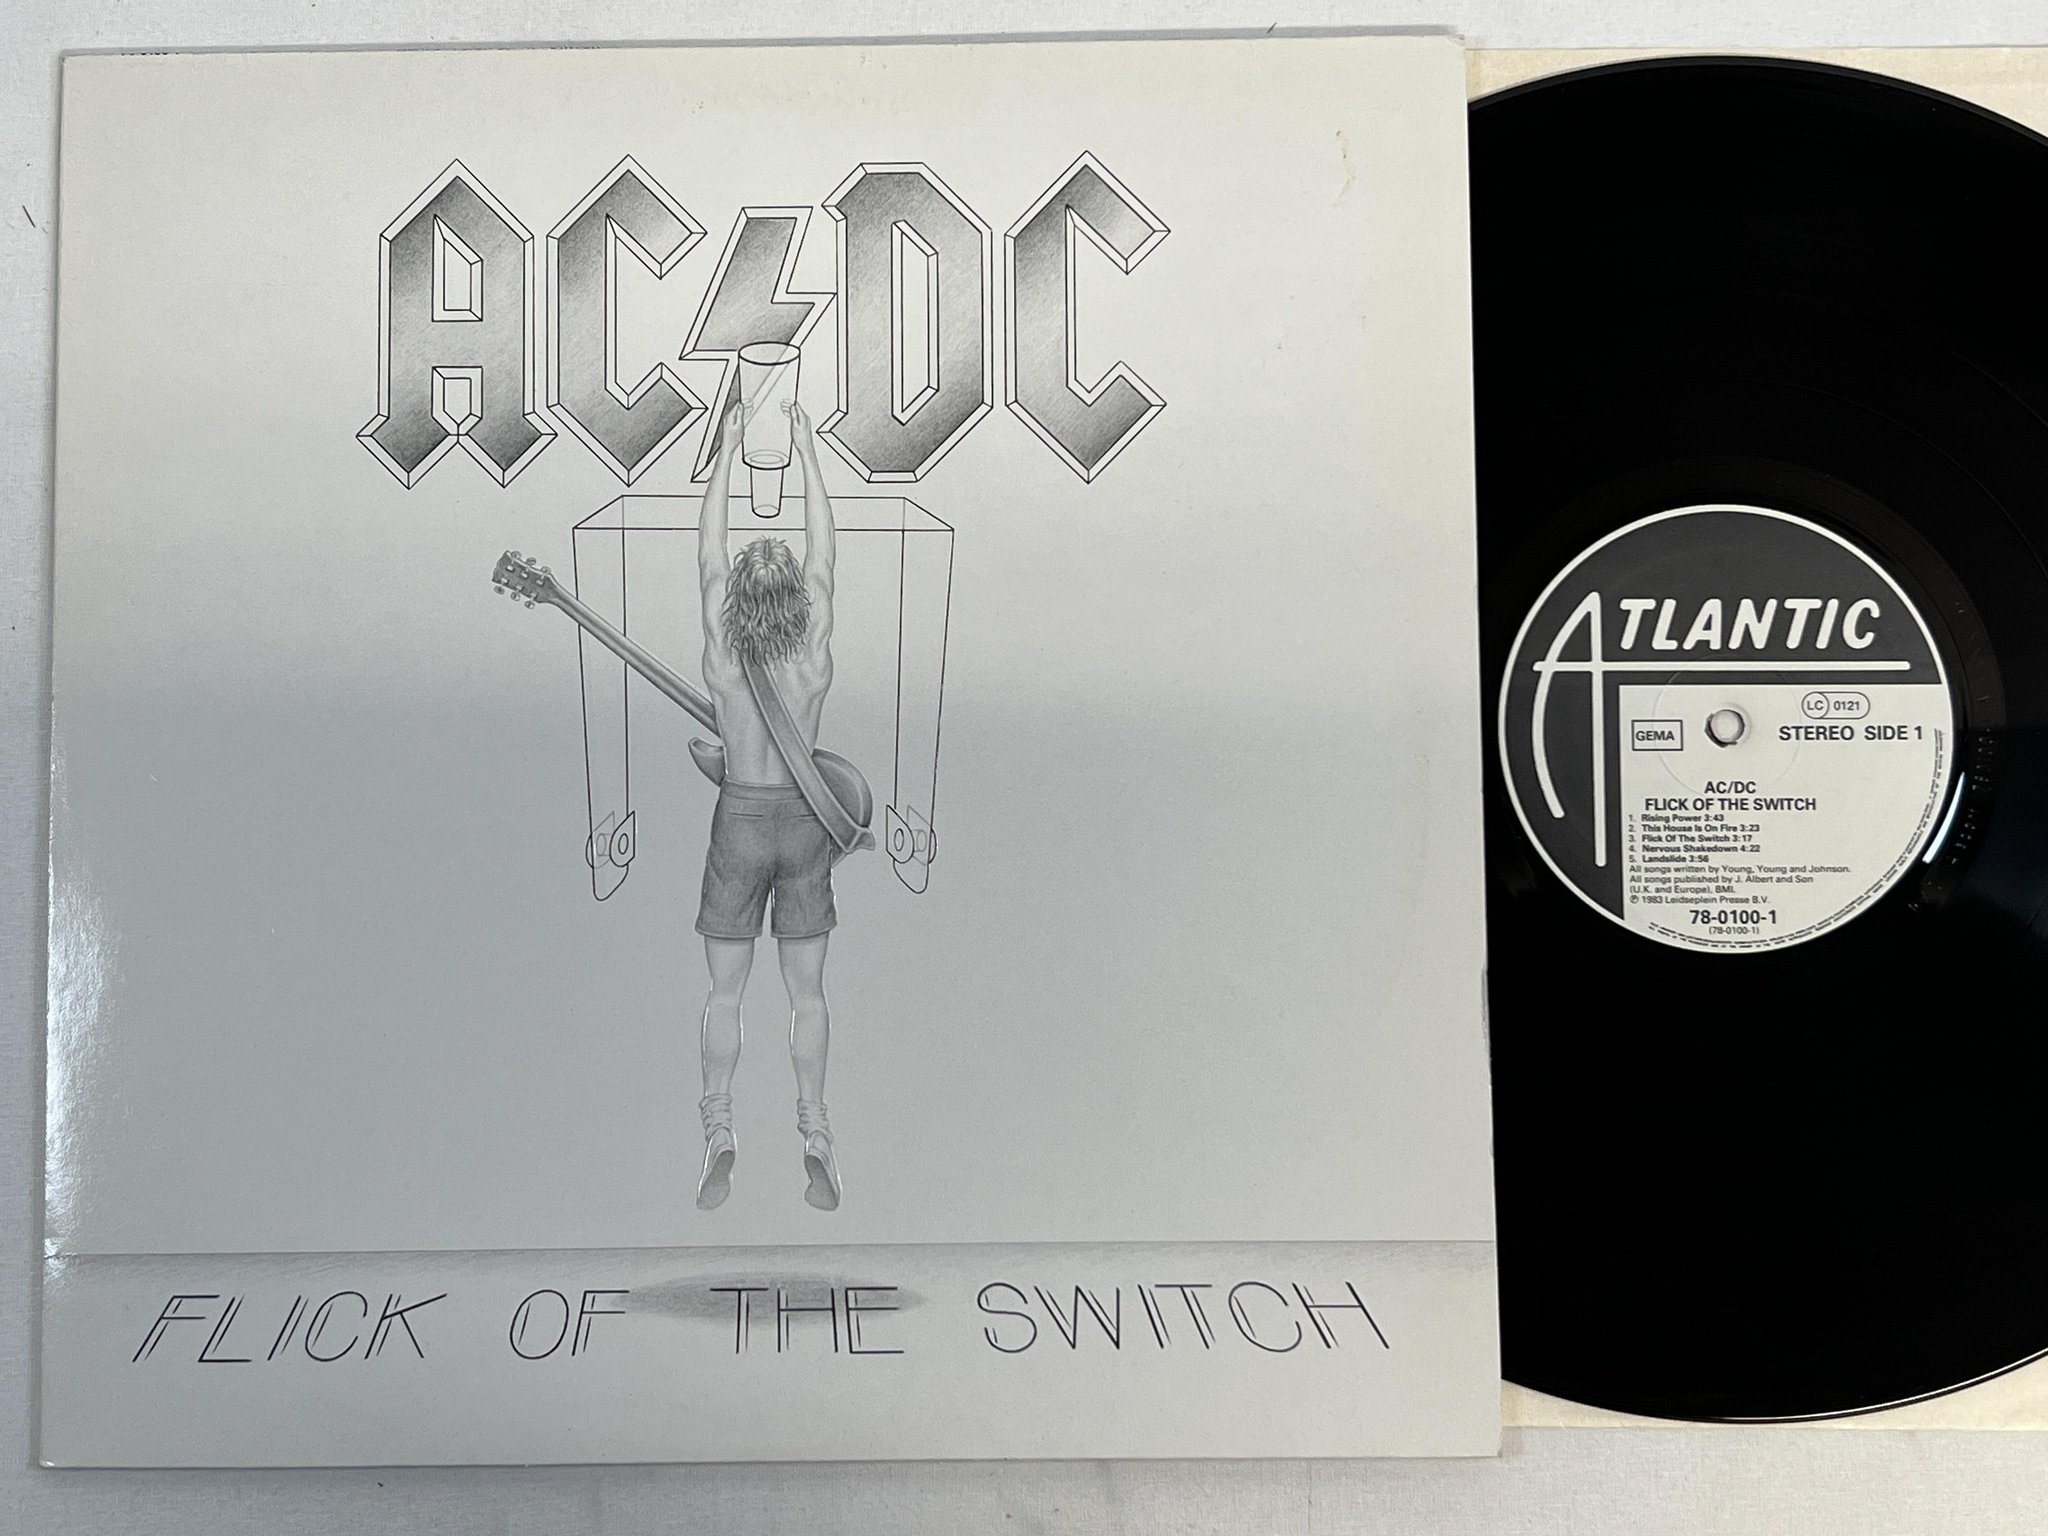 AC/DC
FLICK OF THE SWITCH
ATLANTIC
LC 0121
GEMA
STEREO SIDE 1
AC/DC
FLICK OF THE SWITCH
1. Rising Power 3:43
2. This House Is On Fire 3:23
3. Flick Of The Switch 3:17
4. Nervous Shakedown 4:22
5. Landslide 3:56
All songs written by Young, Young and Johnson.
All songs published by J. Albert and Son
(U.K. and Europe), BMI.
℗ 1983 Leidseplein Presse B.V.
78-0100-1
(78-0100-1)